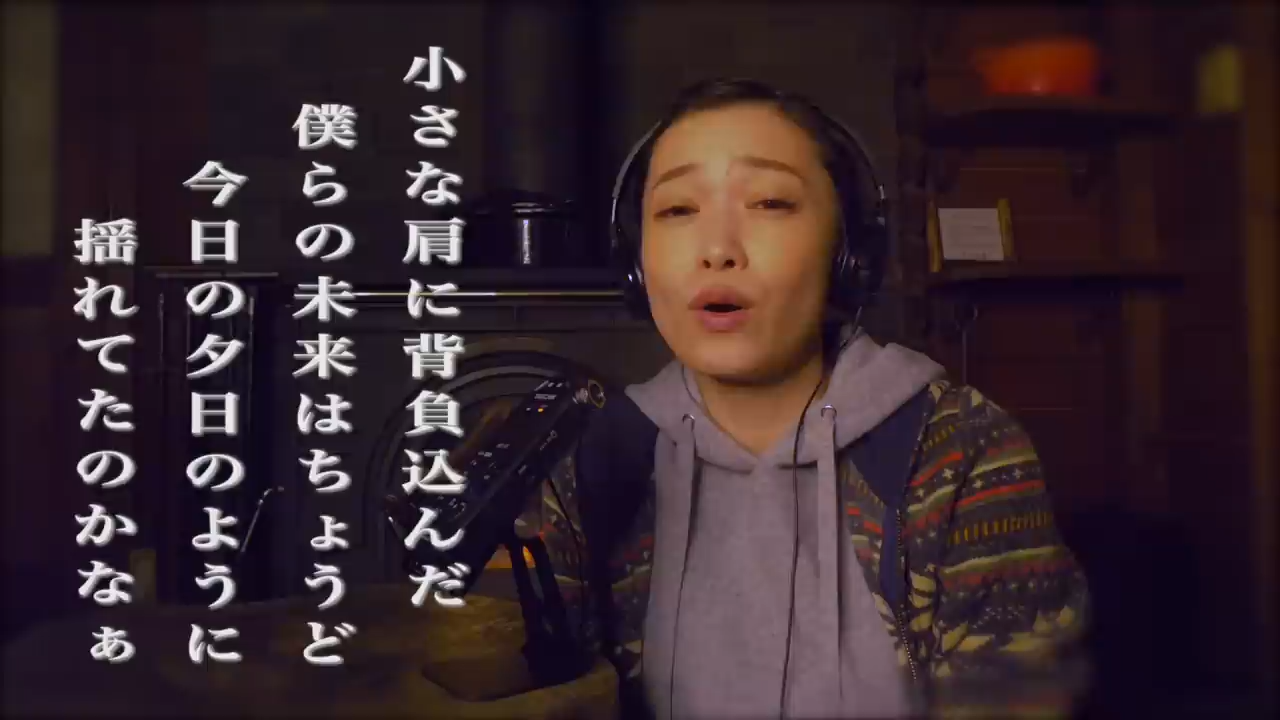 小さな肩に背負込んだ
僕らの未来はちょうど
今日の夕日のように
揺れてたのかなぁ